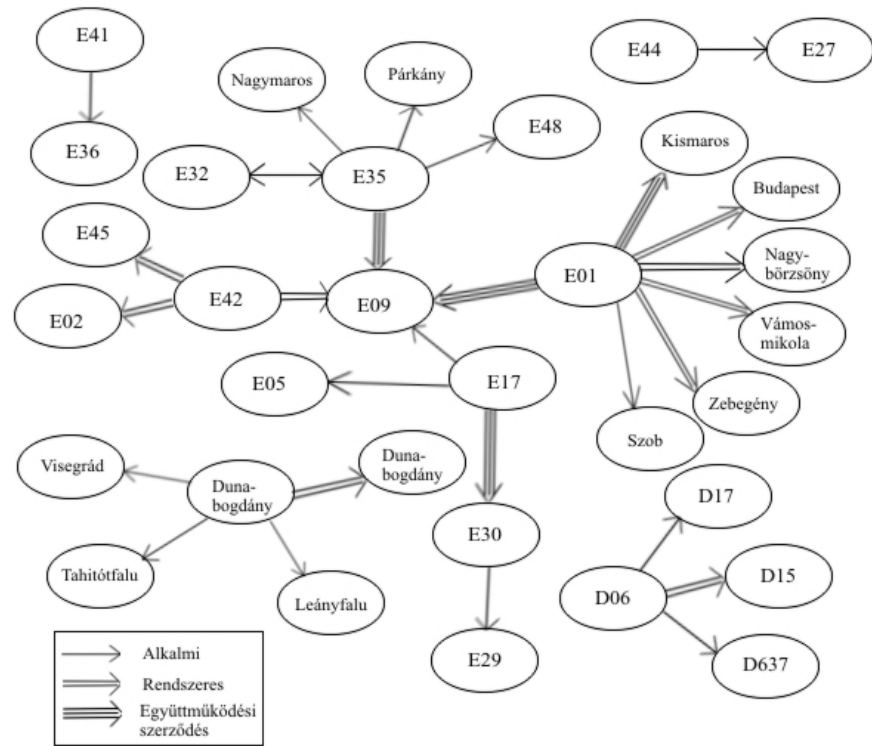 E41
E44
E27
Párkány
Nagymaros
E48
E36
Kismaros
E32
E35
Budapest
E45
Nagy-
börzsöny
E01
E42
E09
E02
Vámos-
mikola
E05
E17
Zebegény
Szob
Visegrád
Duna-
bogdány
Duna-
bogdány
D17
E30
Tahitótfalu
Leányfalu
D06
D15
E29
D637
Alkalmi
Rendszeres
Együttműködési
szerződés